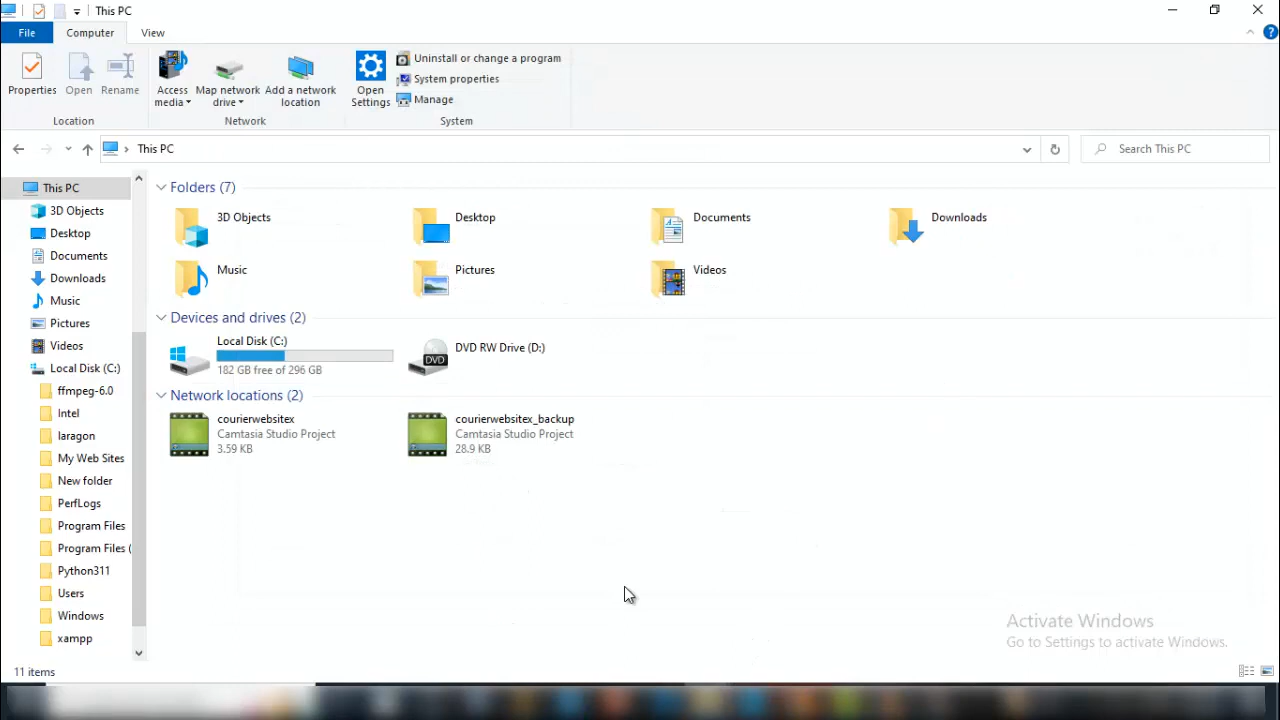 This PC
File
Computer
View
Properties
Open
Rename
Access media
Map network drive
Add a network location
Open Settings
Uninstall or change a program
System properties
Manage
Location
Network
System
This PC
Search This PC
This PC
3D Objects
Desktop
Documents
Downloads
Music
Pictures
Videos
Local Disk (C:)
ffmpeg-6.0
Intel
laragon
My Web Sites
New folder
PerfLogs
Program Files
Program Files (
Python311
Users
Windows
xampp
Folders (7)
3D Objects
Desktop
Documents
Downloads
Music
Pictures
Videos
Devices and drives (2)
Local Disk (C:)
182 GB free of 296 GB
DVD RW Drive (D:)
DVD
Network locations (2)
courierwebsitex
Camtasia Studio Project
3.59 KB
courierwebsitex_backup
Camtasia Studio Project
28.9 KB
Activate Windows
Go to Settings to activate Windows.
11 items